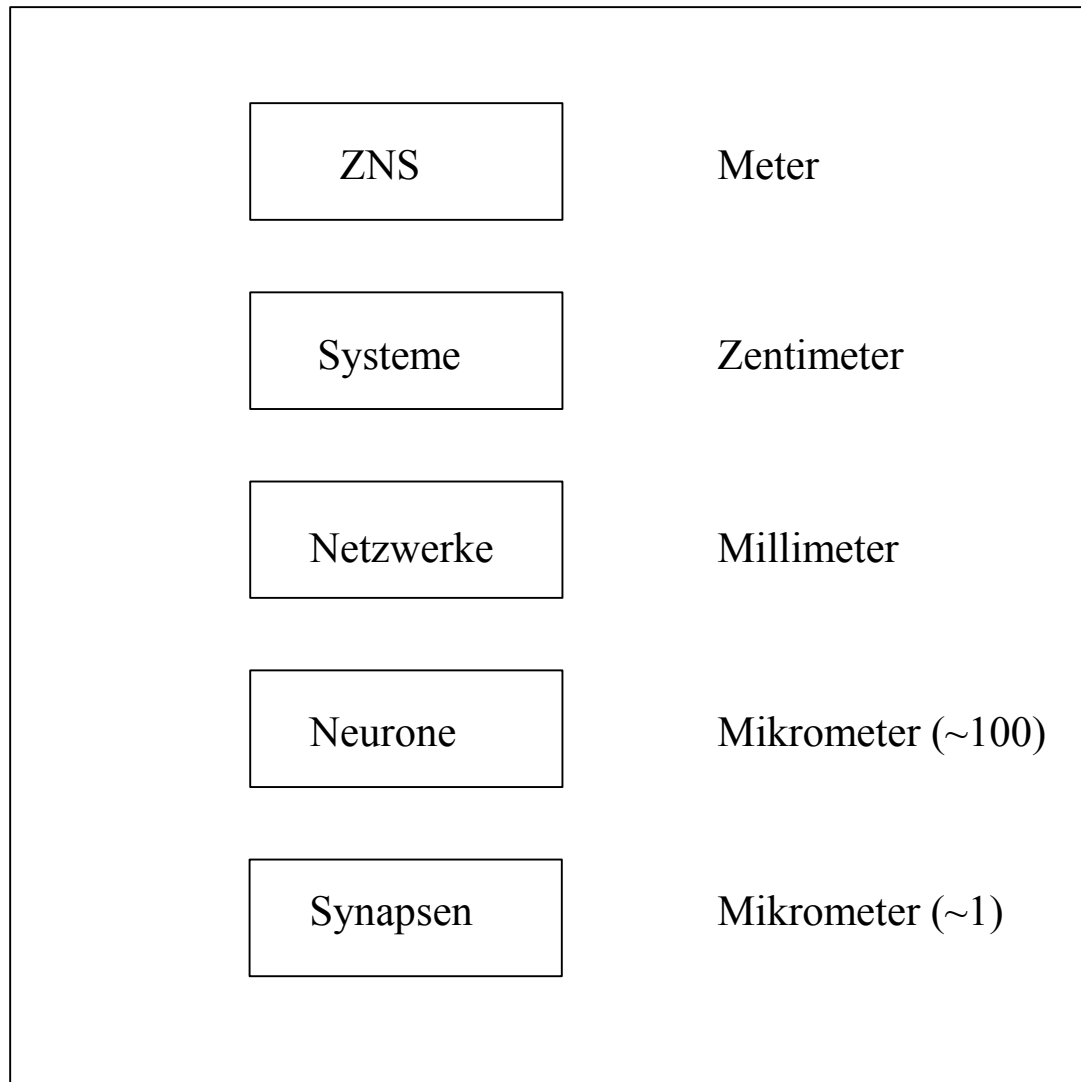 ZNS Meter
Systeme Zentimeter
Netzwerke Millimeter
Neurone Mikrometer (~100)
Synapsen Mikrometer (~1)